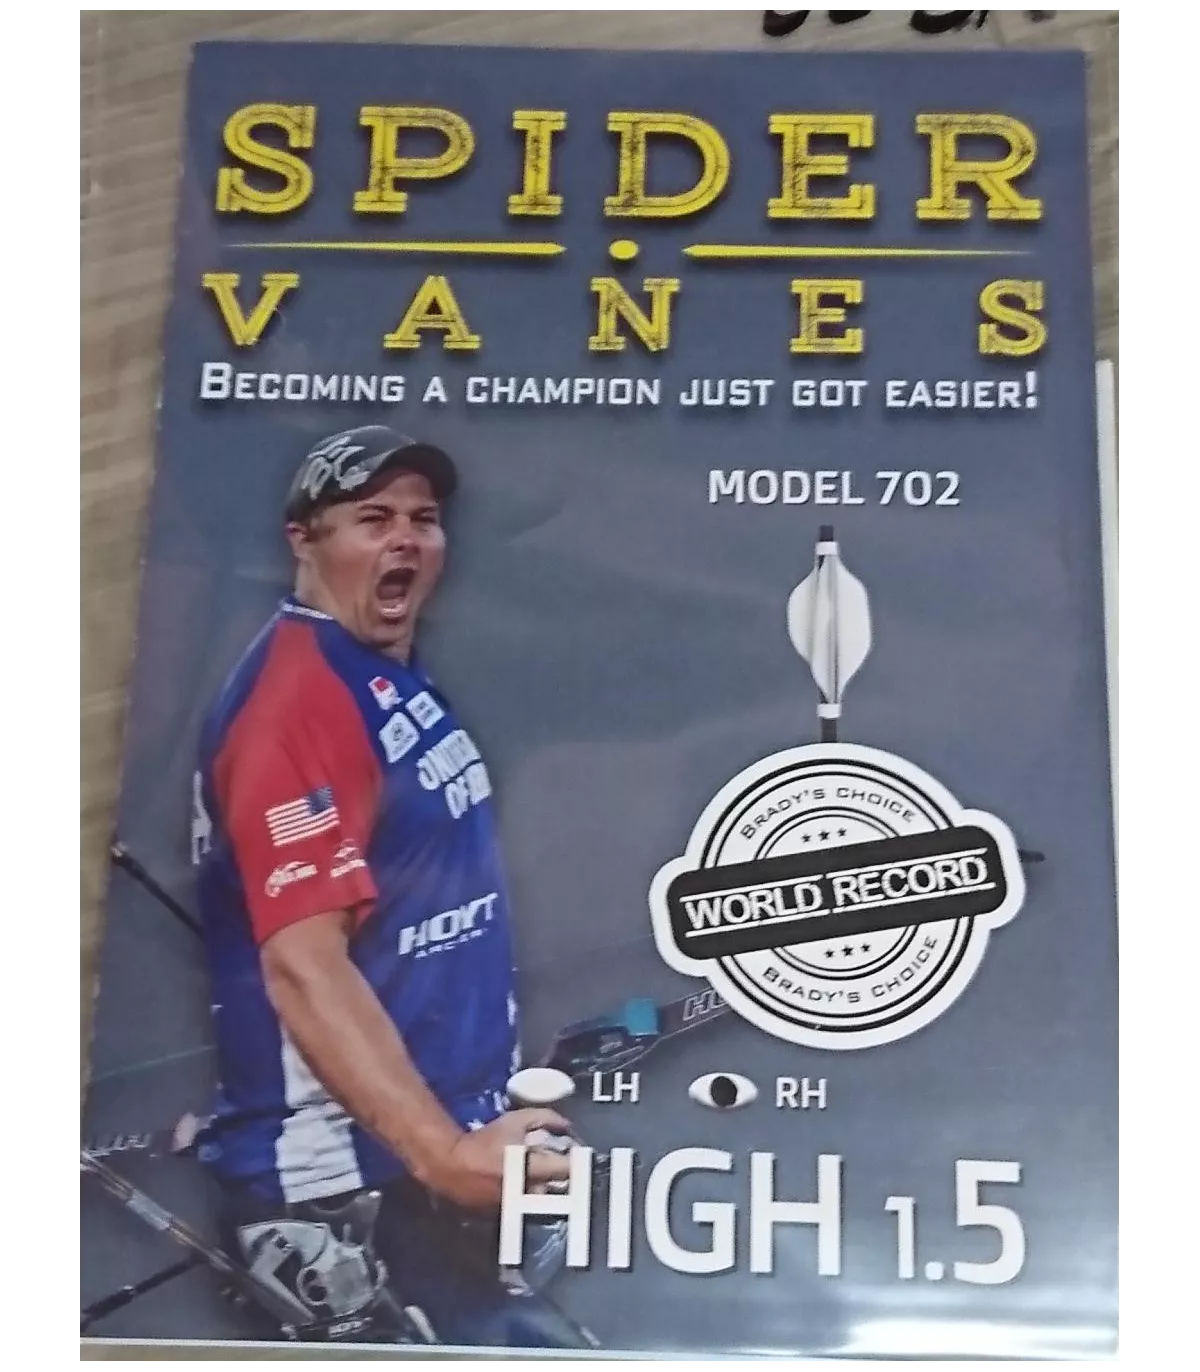 SPIDER
VANES
BECOMING A CHAMPION JUST GOT EASIER!
MODEL 702
BRADY'S CHOICE
WORLD RECORD
BRADY'S CHOICE
HOYT
LH
RH
HIGH 1.5